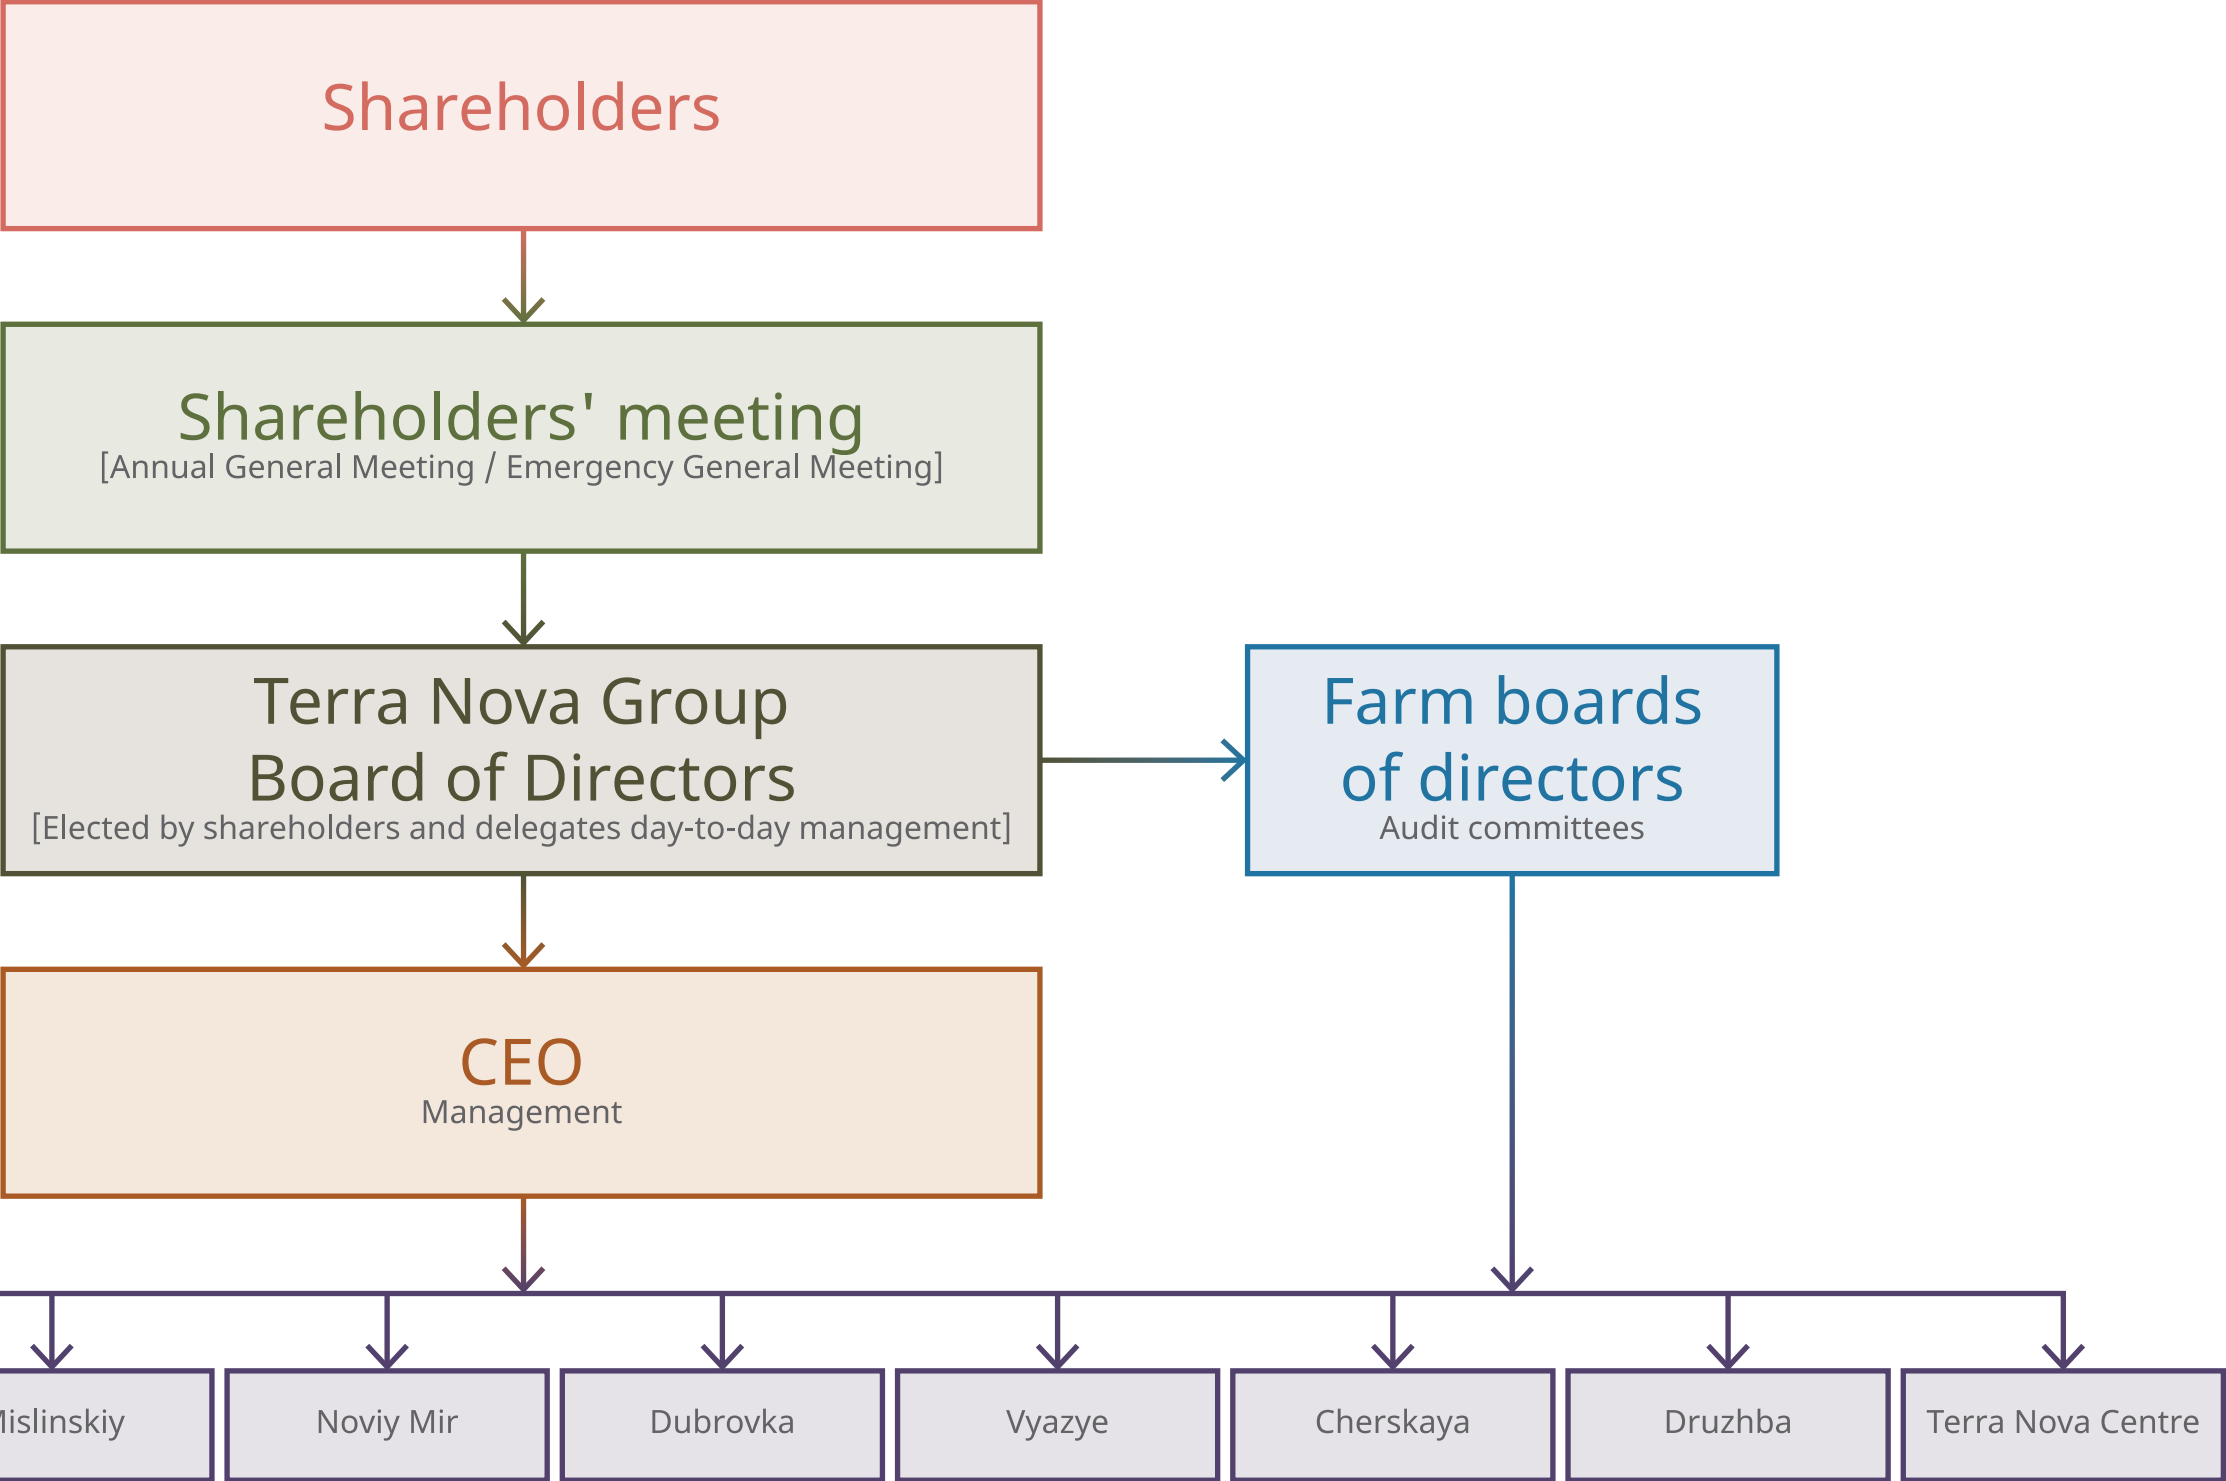 Shareholders
Shareholders' meeting
[Annual General Meeting / Emergency General Meeting]
Terra Nova Group
Board of Directors
[Elected by shareholders and delegates day-to-day management]
Farm boards
of directors
Audit committees
CEO
Management
Noviy Mir
Dubrovka
Vyazye
Cherskaya
Druzhba
Terra Nova Centre